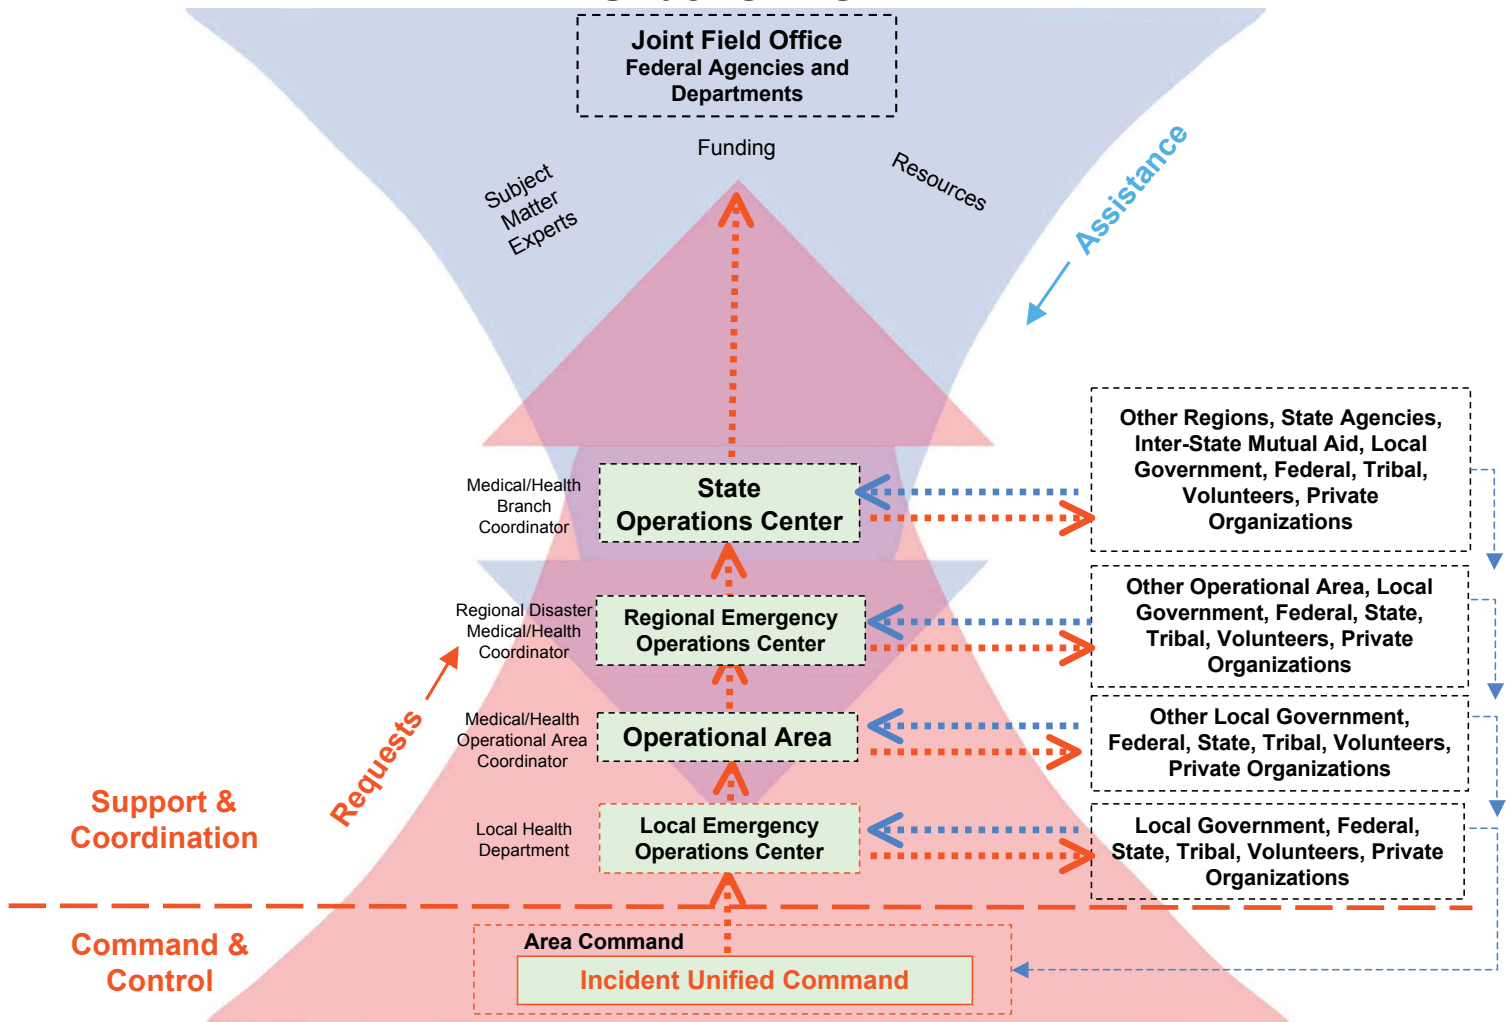 Joint Field Office
Federal Agencies and
Departments
Funding
Subject
Matter
Experts
Resources
Assistance
Medical/Health
Branch
Coordinator
State
Operations Center
Other Regions, State Agencies,
Inter-State Mutual Aid, Local
Government, Federal, Tribal,
Volunteers, Private
Organizations
Regional Disaster
Medical/Health
Coordinator
Regional Emergency
Operations Center
Other Operational Area, Local
Government, Federal, State,
Tribal, Volunteers, Private
Organizations
Requests
Medical/Health
Operational Area
Coordinator
Operational Area
Other Local Government,
Federal, State, Tribal, Volunteers,
Private Organizations
Support &
Coordination
Local Health
Department
Local Emergency
Operations Center
Local Government, Federal,
State, Tribal, Volunteers, Private
Organizations
Command &
Control
Area Command
Incident Unified Command